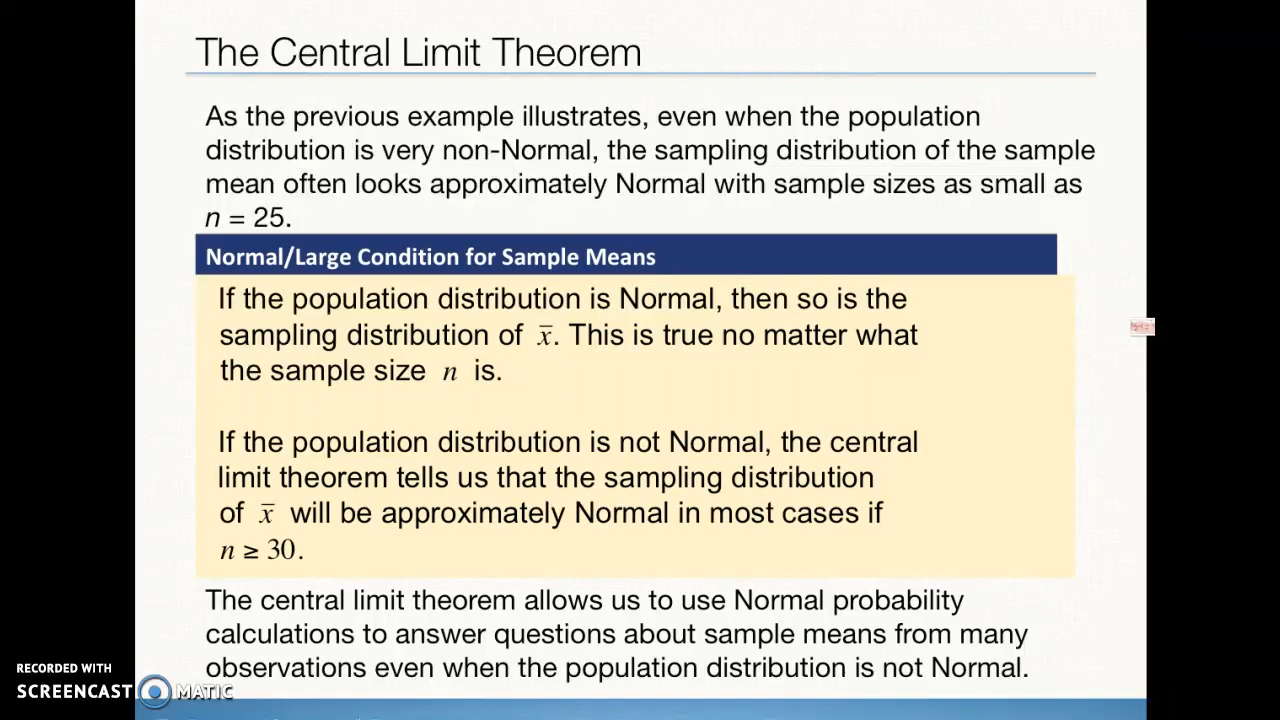 The Central Limit Theorem
As the previous example illustrates, even when the population
distribution is very non-Normal, the sampling distribution of the sample
mean often looks approximately Normal with sample sizes as small as
n = 25.
Normal/Large Condition for Sample Means
If the population distribution is Normal, then so is the
sampling distribution of x̄. This is true no matter what
the sample size n is.
If the population distribution is not Normal, the central
limit theorem tells us that the sampling distribution
of x̄ will be approximately Normal in most cases if
n ≥ 30.
The central limit theorem allows us to use Normal probability
calculations to answer questions about sample means from many
observations even when the population distribution is not Normal.
RECORDED WITH
SCREENCAST MATIC